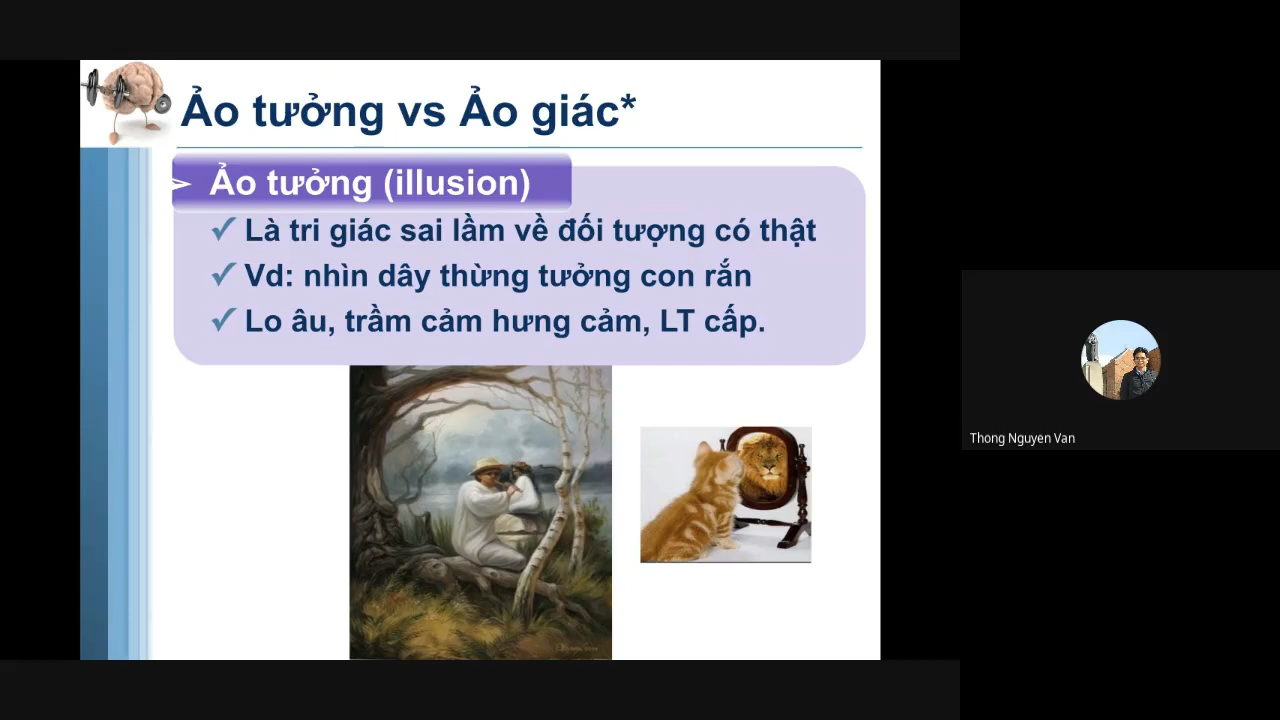 Ảo tưởng vs Ảo giác*
Ảo tưởng (illusion)
Là tri giác sai lầm về đối tượng có thật
Vd: nhìn dây thừng tưởng con rắn
Lo âu, trầm cảm hưng cảm, LT cấp.
Thong Nguyen Van